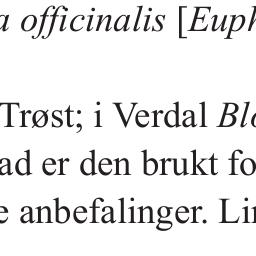 a officinalis [Euph
Trøst; i Verdal Blo
ad er den brukt fo
e anbefalinger. Lin